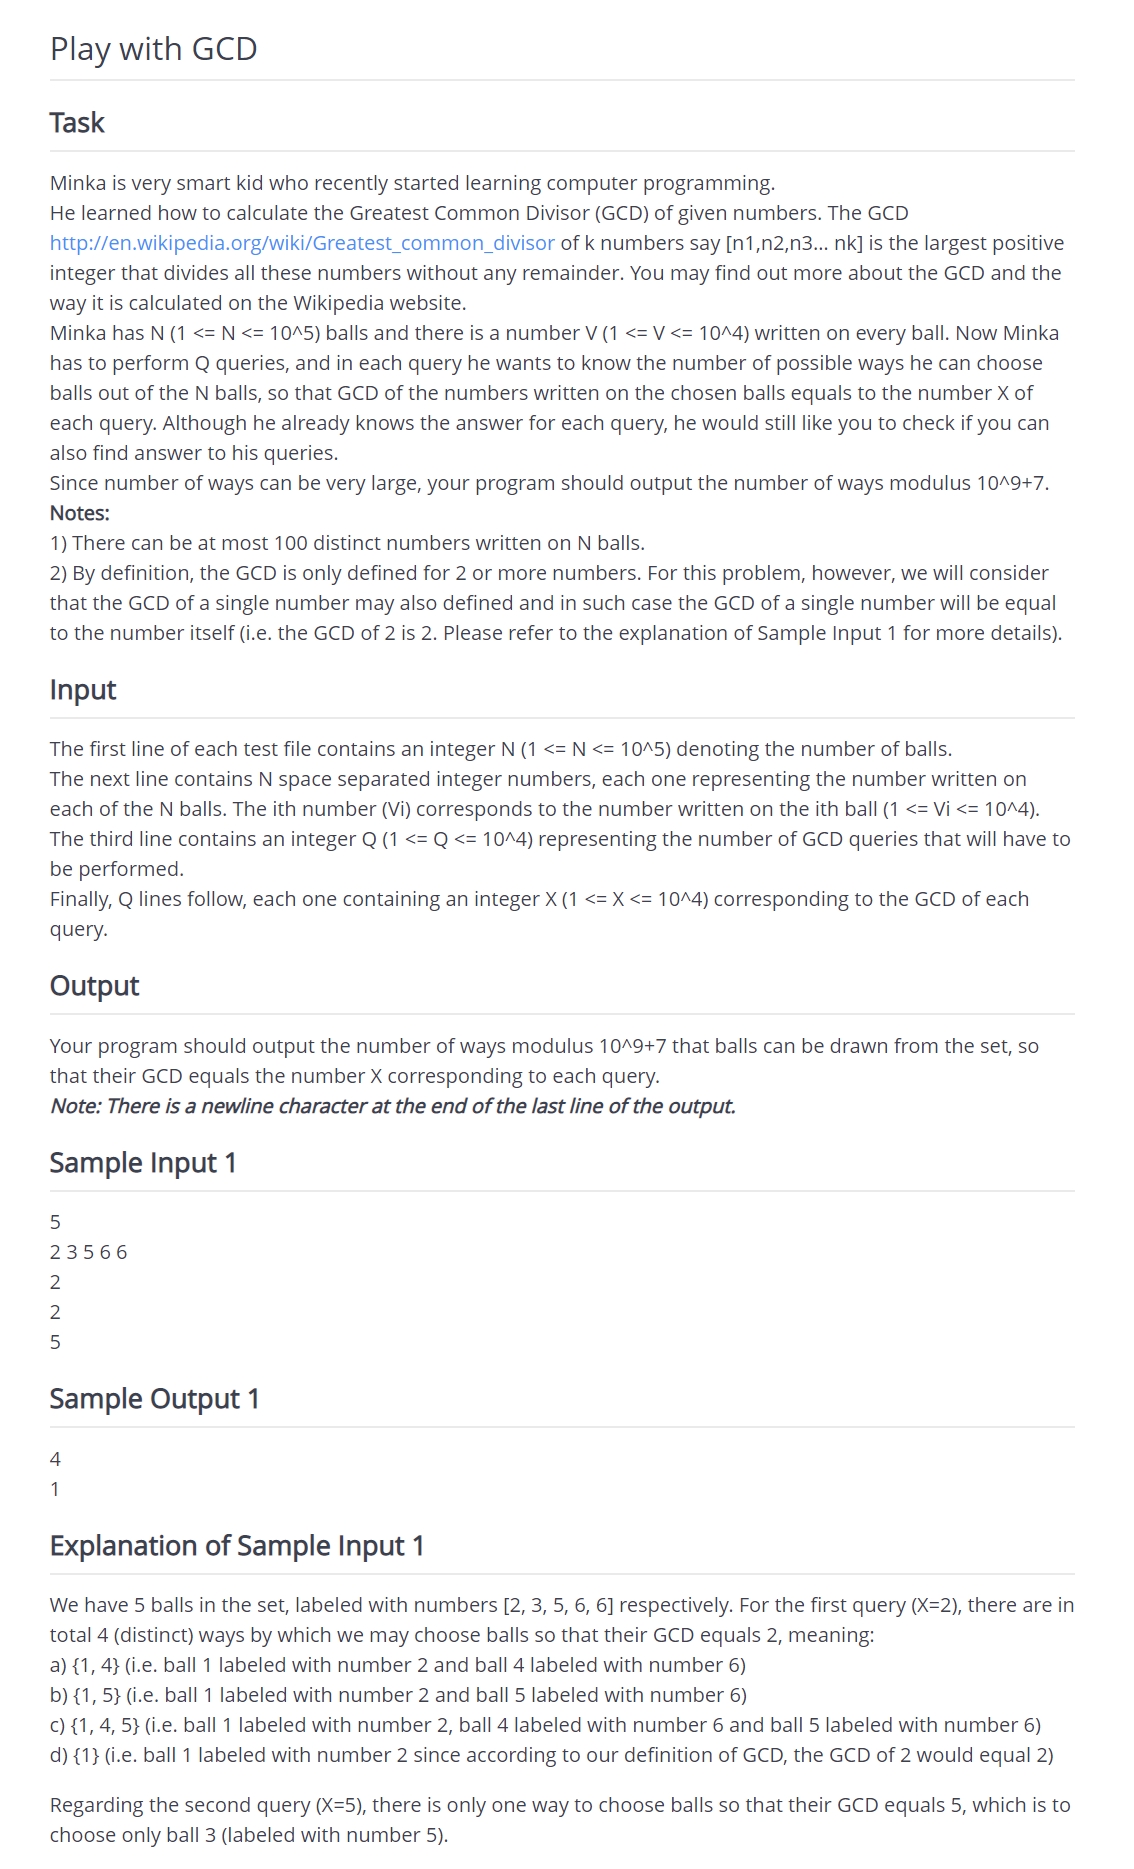 Play with GCD
Task
Minka is very smart kid who recently started learning computer programming.
He learned how to calculate the Greatest Common Divisor (GCD) of given numbers. The GCD
http://en.wikipedia.org/wiki/Greatest_common_divisor of k numbers say [n1,n2,n3... nk] is the largest positive
integer that divides all these numbers without any remainder. You may find out more about the GCD and the
way it is calculated on the Wikipedia website.
Minka has N (1 <= N <= 10^5) balls and there is a number V (1 <= V <= 10^4) written on every ball. Now Minka
has to perform Q queries, and in each query he wants to know the number of possible ways he can choose
balls out of the N balls, so that GCD of the numbers written on the chosen balls equals to the number X of
each query. Although he already knows the answer for each query, he would still like you to check if you can
also find answer to his queries.
Since number of ways can be very large, your program should output the number of ways modulus 10^9+7.
Notes:
1) There can be at most 100 distinct numbers written on N balls.
2) By definition, the GCD is only defined for 2 or more numbers. For this problem, however, we will consider
that the GCD of a single number may also defined and in such case the GCD of a single number will be equal
to the number itself (i.e. the GCD of 2 is 2. Please refer to the explanation of Sample Input 1 for more details).
Input
The first line of each test file contains an integer N (1 <= N <= 10^5) denoting the number of balls.
The next line contains N space separated integer numbers, each one representing the number written on
each of the N balls. The ith number (Vi) corresponds to the number written on the ith ball (1 <= Vi <= 10^4).
The third line contains an integer Q (1 <= Q <= 10^4) representing the number of GCD queries that will have to
be performed.
Finally, Q lines follow, each one containing an integer X (1 <= X <= 10^4) corresponding to the GCD of each
query.
Output
Your program should output the number of ways modulus 10^9+7 that balls can be drawn from the set, so
that their GCD equals the number X corresponding to each query.
Note: There is a newline character at the end of the last line of the output.
Sample Input 1
5
2 3 5 6 6
2
2
5
Sample Output 1
4
1
Explanation of Sample Input 1
We have 5 balls in the set, labeled with numbers [2, 3, 5, 6, 6] respectively. For the first query (X=2), there are in
total 4 (distinct) ways by which we may choose balls so that their GCD equals 2, meaning:
a) {1, 4} (i.e. ball 1 labeled with number 2 and ball 4 labeled with number 6)
b) {1, 5} (i.e. ball 1 labeled with number 2 and ball 5 labeled with number 6)
c) {1, 4, 5} (i.e. ball 1 labeled with number 2, ball 4 labeled with number 6 and ball 5 labeled with number 6)
d) {1} (i.e. ball 1 labeled with number 2 since according to our definition of GCD, the GCD of 2 would equal 2)
Regarding the second query (X=5), there is only one way to choose balls so that their GCD equals 5, which is to
choose only ball 3 (labeled with number 5).